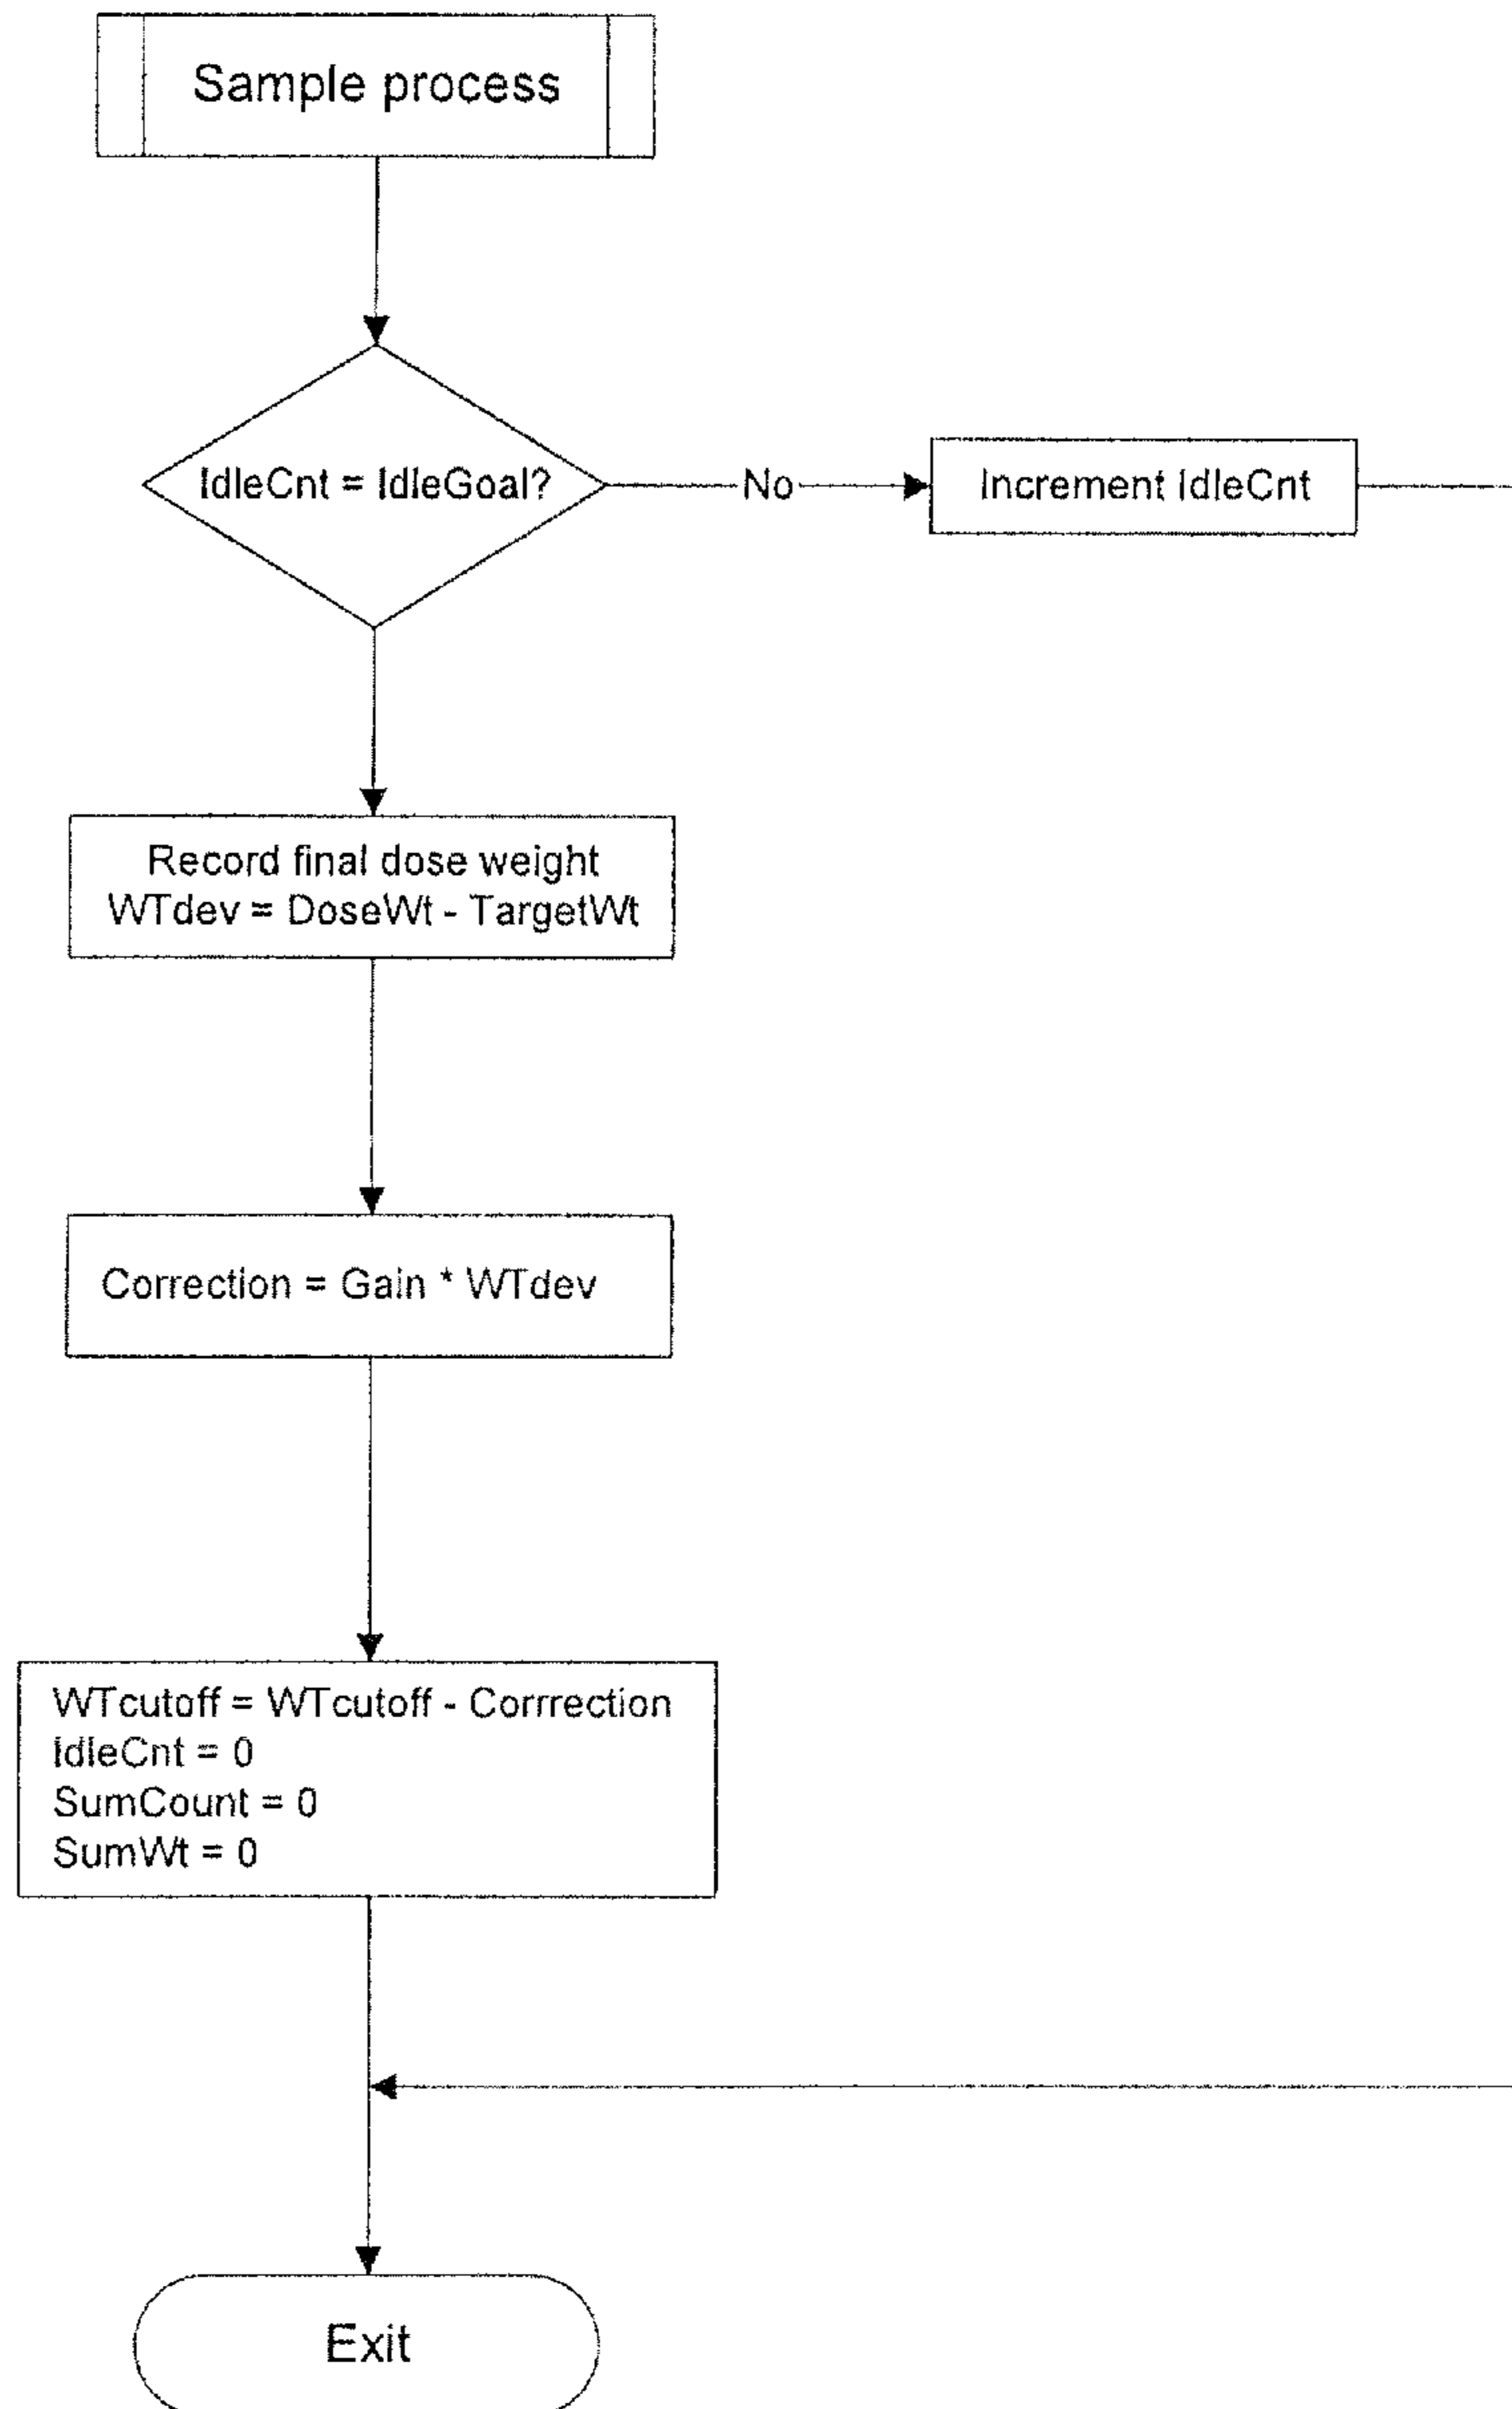 Sample process
IdleCnt = IdleGoal?
No
Increment IdleCnt
Record final dose weight
WTdev = DoseWt - TargetWt
Correction = Gain * WTdev
WTcutoff = WTcutoff - Corrrection
IdleCnt = 0
SumCount = 0
SumWt = 0
Exit